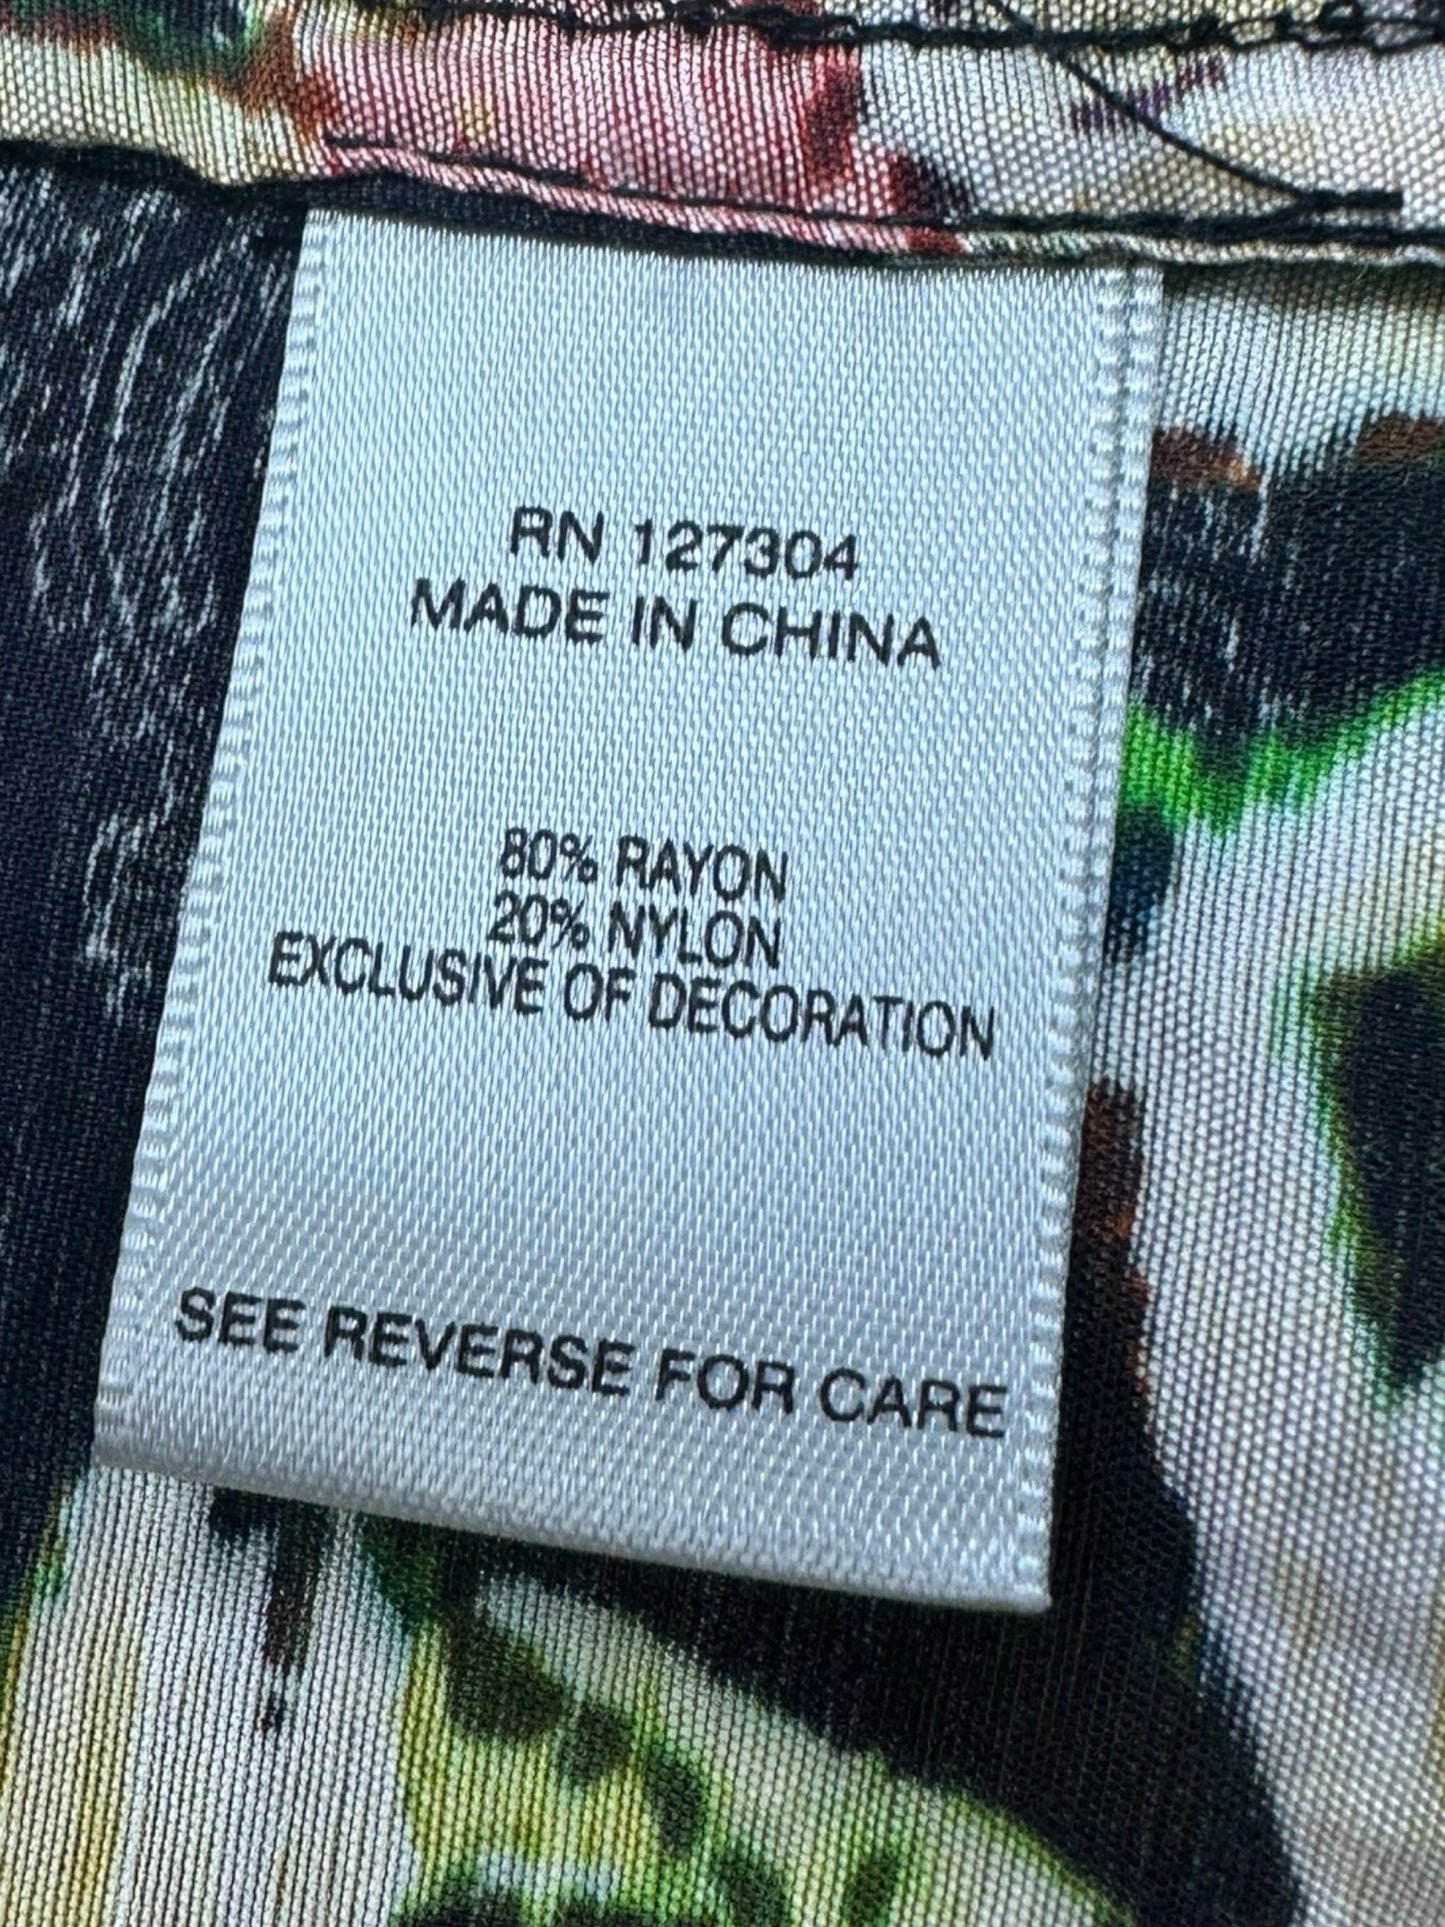 RN 127304
MADE IN CHINA
80% RAYON
20% NYLON
EXCLUSIVE OF DECORATION
SEE REVERSE FOR CARE